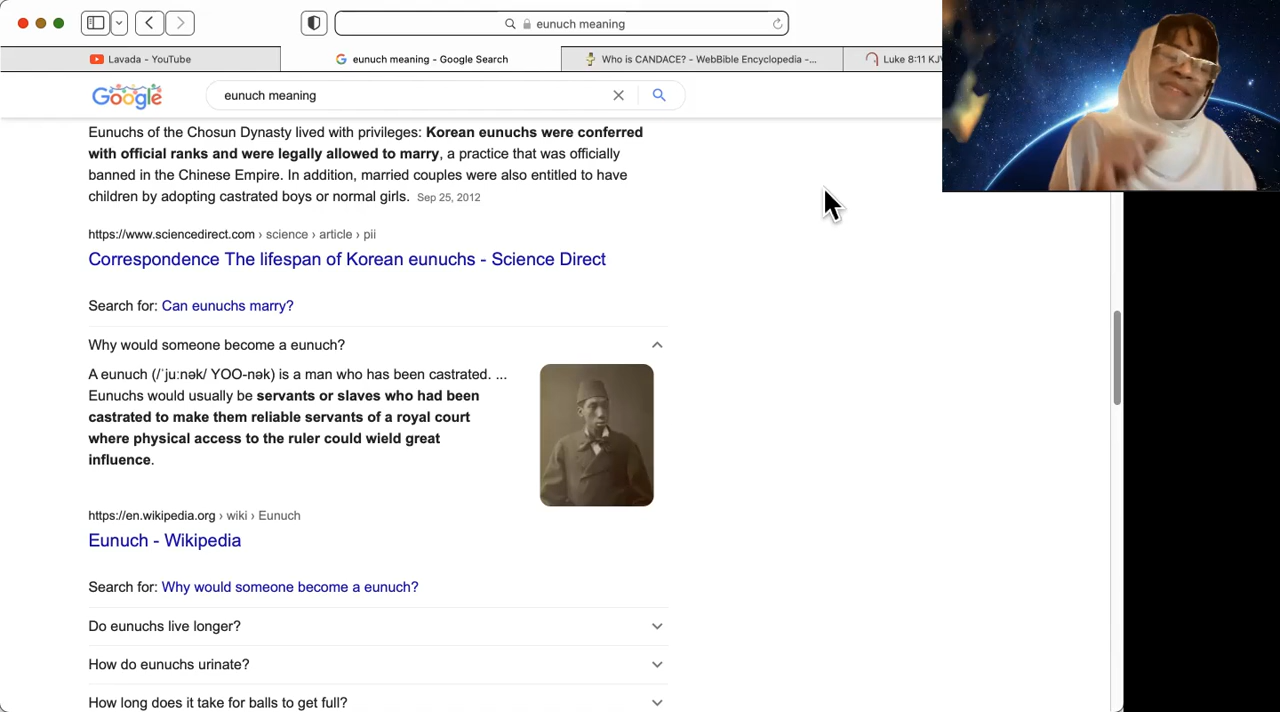 eunuch meaning
Lavada - YouTube
eunuch meaning - Google Search
Who is CANDACE? - WebBible Encyclopedia -...
Luke 8:11 KJV
Google
eunuch meaning
Eunuchs of the Chosun Dynasty lived with privileges: Korean eunuchs were conferred
with official ranks and were legally allowed to marry, a practice that was officially
banned in the Chinese Empire. In addition, married couples were also entitled to have
children by adopting castrated boys or normal girls. Sep 25, 2012
https://www.sciencedirect.com › science › article › pii
Correspondence The lifespan of Korean eunuchs - Science Direct
Search for: Can eunuchs marry?
Why would someone become a eunuch?
A eunuch (/ˈjuːnək/ YOO-nək) is a man who has been castrated. ...
Eunuchs would usually be servants or slaves who had been
castrated to make them reliable servants of a royal court
where physical access to the ruler could wield great
influence.
https://en.wikipedia.org › wiki › Eunuch
Eunuch - Wikipedia
Search for: Why would someone become a eunuch?
Do eunuchs live longer?
How do eunuchs urinate?
How long does it take for balls to get full?